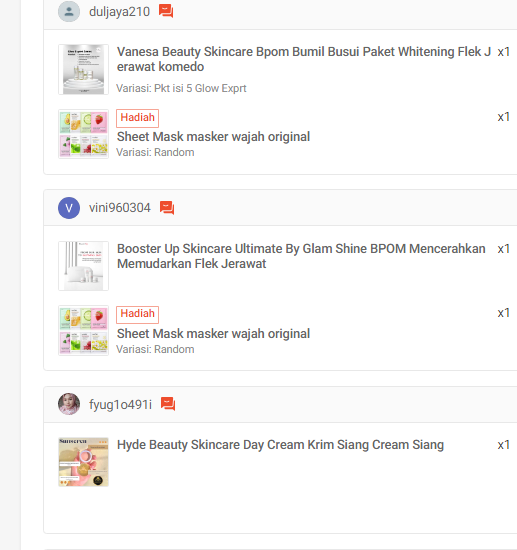 duljaya210
Vanesa Beauty Skincare Bpom Bumil Busui Paket Whitening Flek J x1
erawat komedo
Variasi: Pkt isi 5 Glow Exprt
Hadiah x1
Sheet Mask masker wajah original
Variasi: Random
V vini960304
Booster Up Skincare Ultimate By Glam Shine BPOM Mencerahkan x1
Memudarkan Flek Jerawat
Hadiah x1
Sheet Mask masker wajah original
Variasi: Random
fyug1o491i
Hyde Beauty Skincare Day Cream Krim Siang Cream Siang x1
Sunscreen